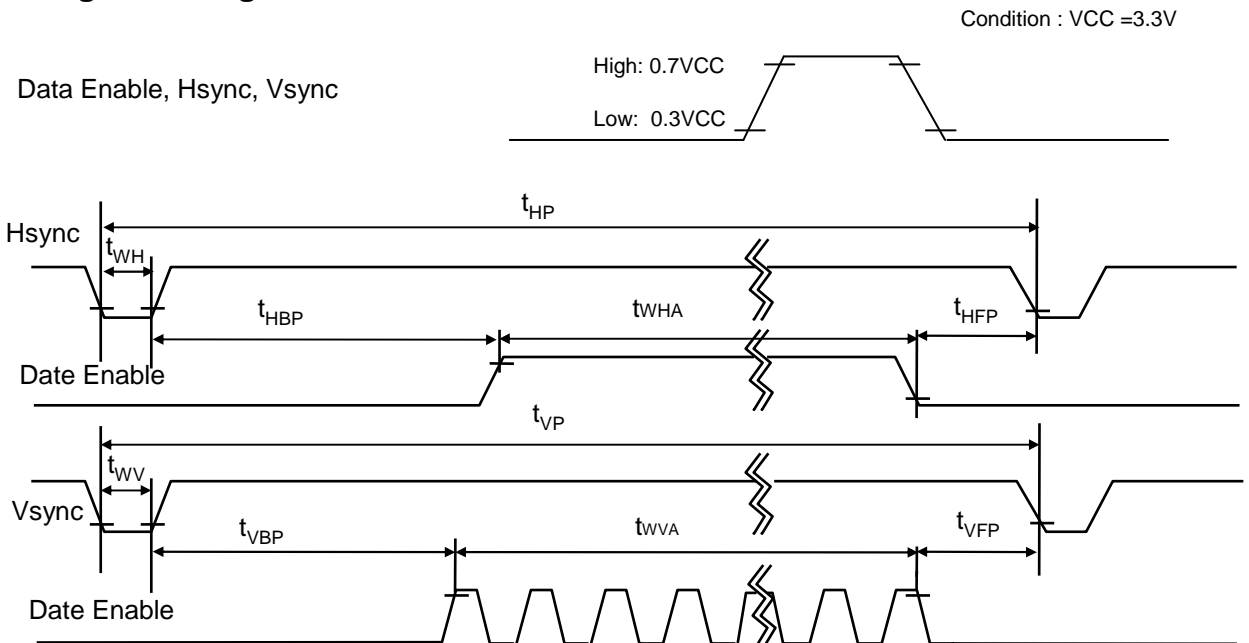 Condition : VCC =3.3V
High: 0.7VCC
Data Enable, Hsync, Vsync
Low: 0.3VCC
tHP
Hsync
tWH
tHBP
tWHA
tHFP
Date Enable
tVP
tWV
Vsync
tVBP
tWVA
tVFP
Date Enable